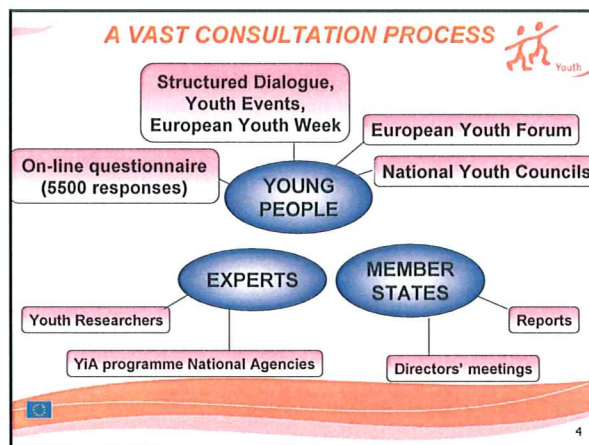 A VAST CONSULTATION PROCESS
Youth
Structured Dialogue,
Youth Events,
European Youth Week
European Youth Forum
On-line questionnaire
(5500 responses)
National Youth Councils
YOUNG
PEOPLE
EXPERTS
MEMBER
STATES
Youth Researchers
Reports
YiA programme National Agencies
Directors' meetings
4